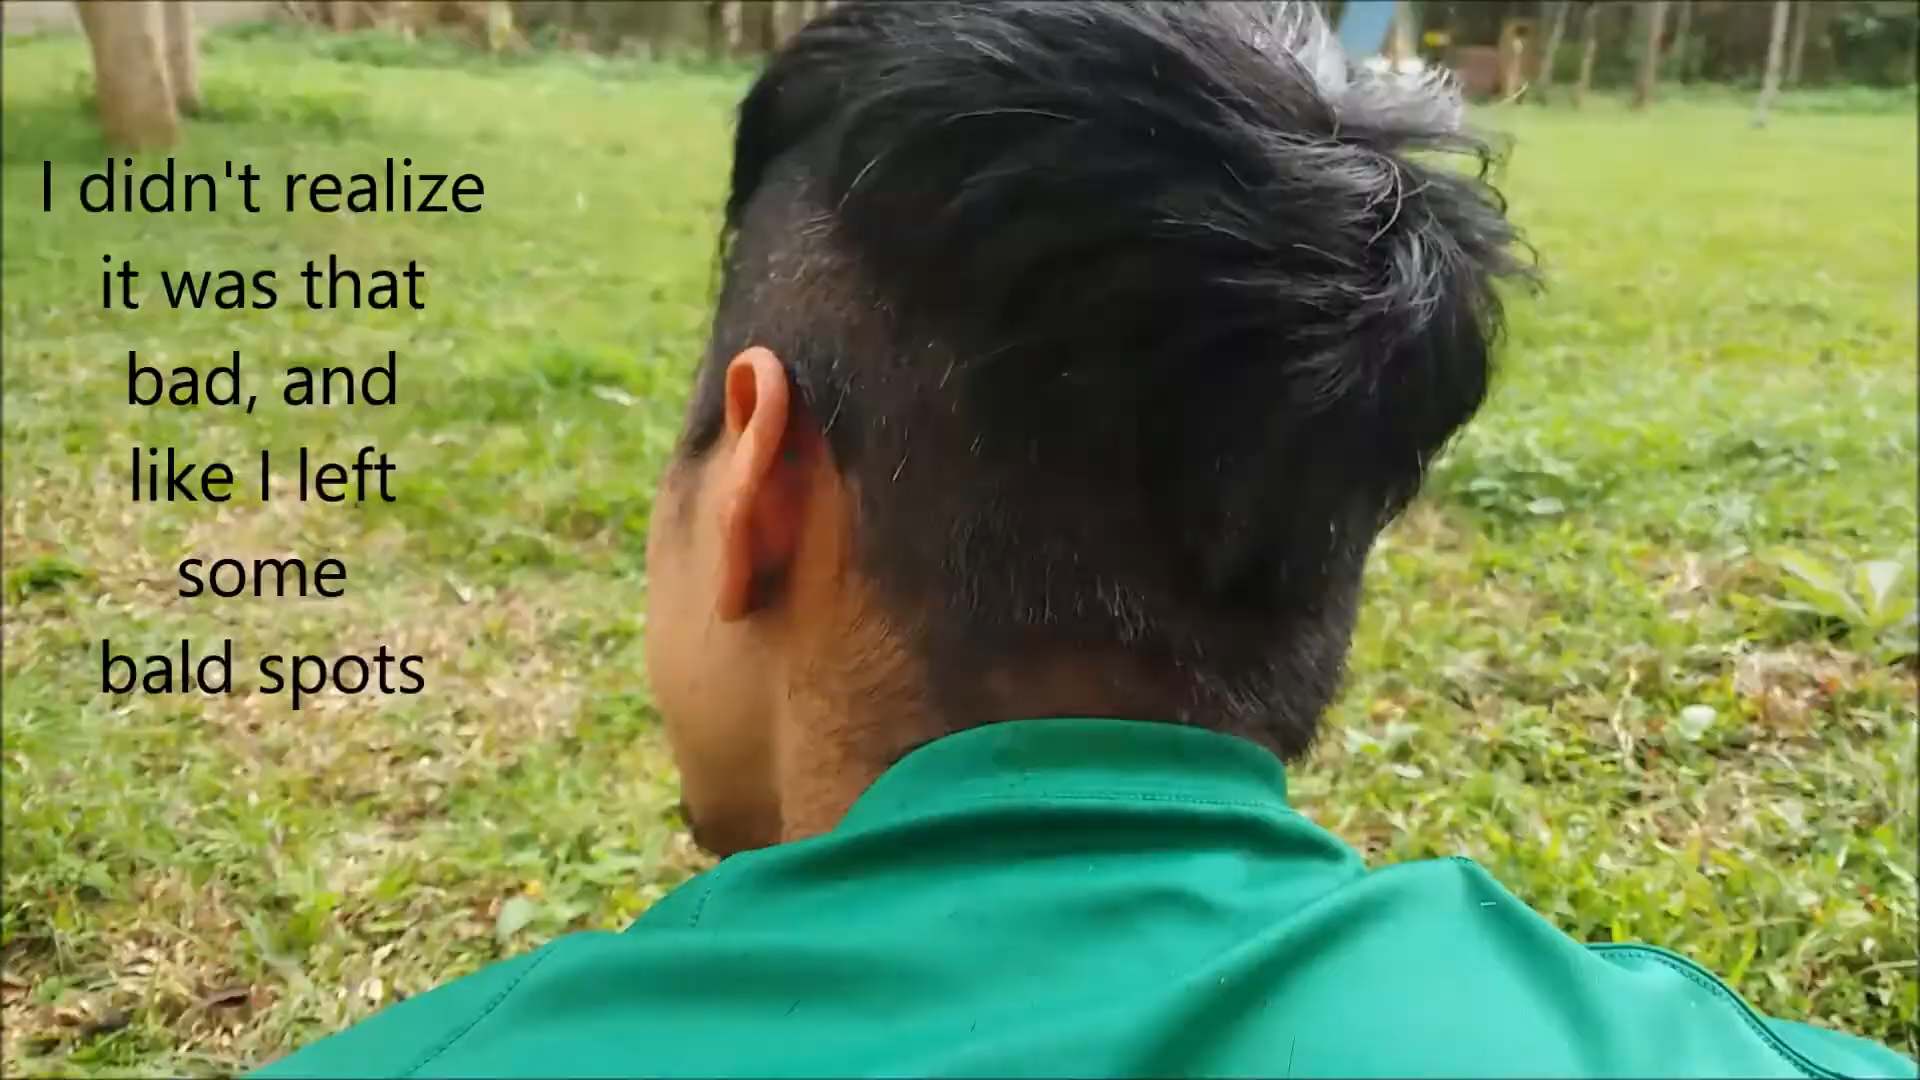 I didn't realize
it was that
bad, and
like I left
some
bald spots